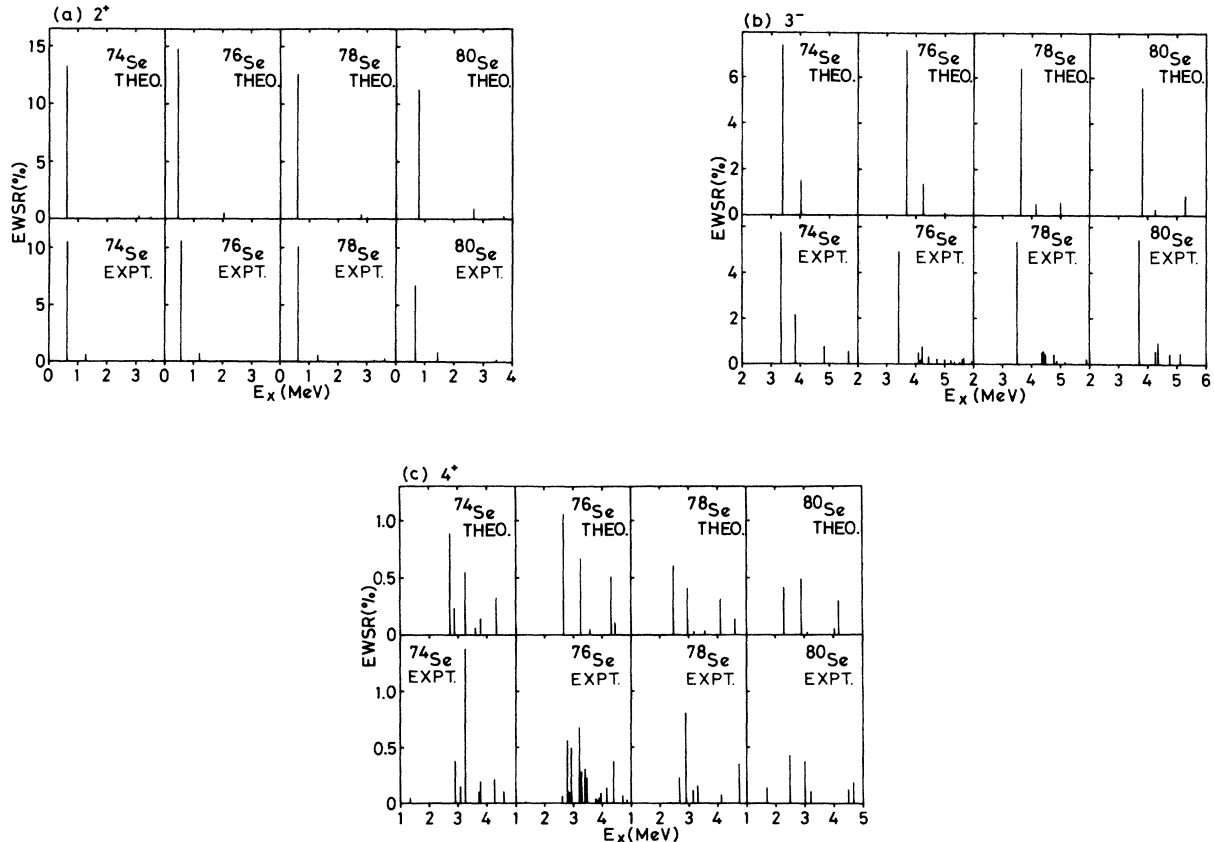 (a) 2⁺
EWSR(%)
15
10
5
0
10
5
0
⁷⁴Se THEO.
⁷⁶Se THEO.
⁷⁸Se THEO.
⁸⁰Se THEO.
⁷⁴Se EXPT.
⁷⁶Se EXPT.
⁷⁸Se EXPT.
⁸⁰Se EXPT.
0 1 2 3 0 1 2 3 0 1 2 3 0 1 2 3 4
Eₓ(MeV)
(b) 3⁻
EWSR(%)
6
4
2
0
4
2
0
⁷⁴Se THEO.
⁷⁶Se THEO.
⁷⁸Se THEO.
⁸⁰Se THEO.
⁷⁴Se EXPT.
⁷⁶Se EXPT.
⁷⁸Se EXPT.
⁸⁰Se EXPT.
2 3 4 5 2 3 4 5 2 3 4 5 2 3 4 5 6
Eₓ(MeV)
(c) 4⁺
EWSR(%)
1.0
0.5
0
1.0
0.5
0
⁷⁴Se THEO.
⁷⁶Se THEO.
⁷⁸Se THEO.
⁸⁰Se THEO.
⁷⁴Se EXPT.
⁷⁶Se EXPT.
⁷⁸Se EXPT.
⁸⁰Se EXPT.
1 2 3 4 1 2 3 4 1 2 3 4 1 2 3 4 5
Eₓ(MeV)